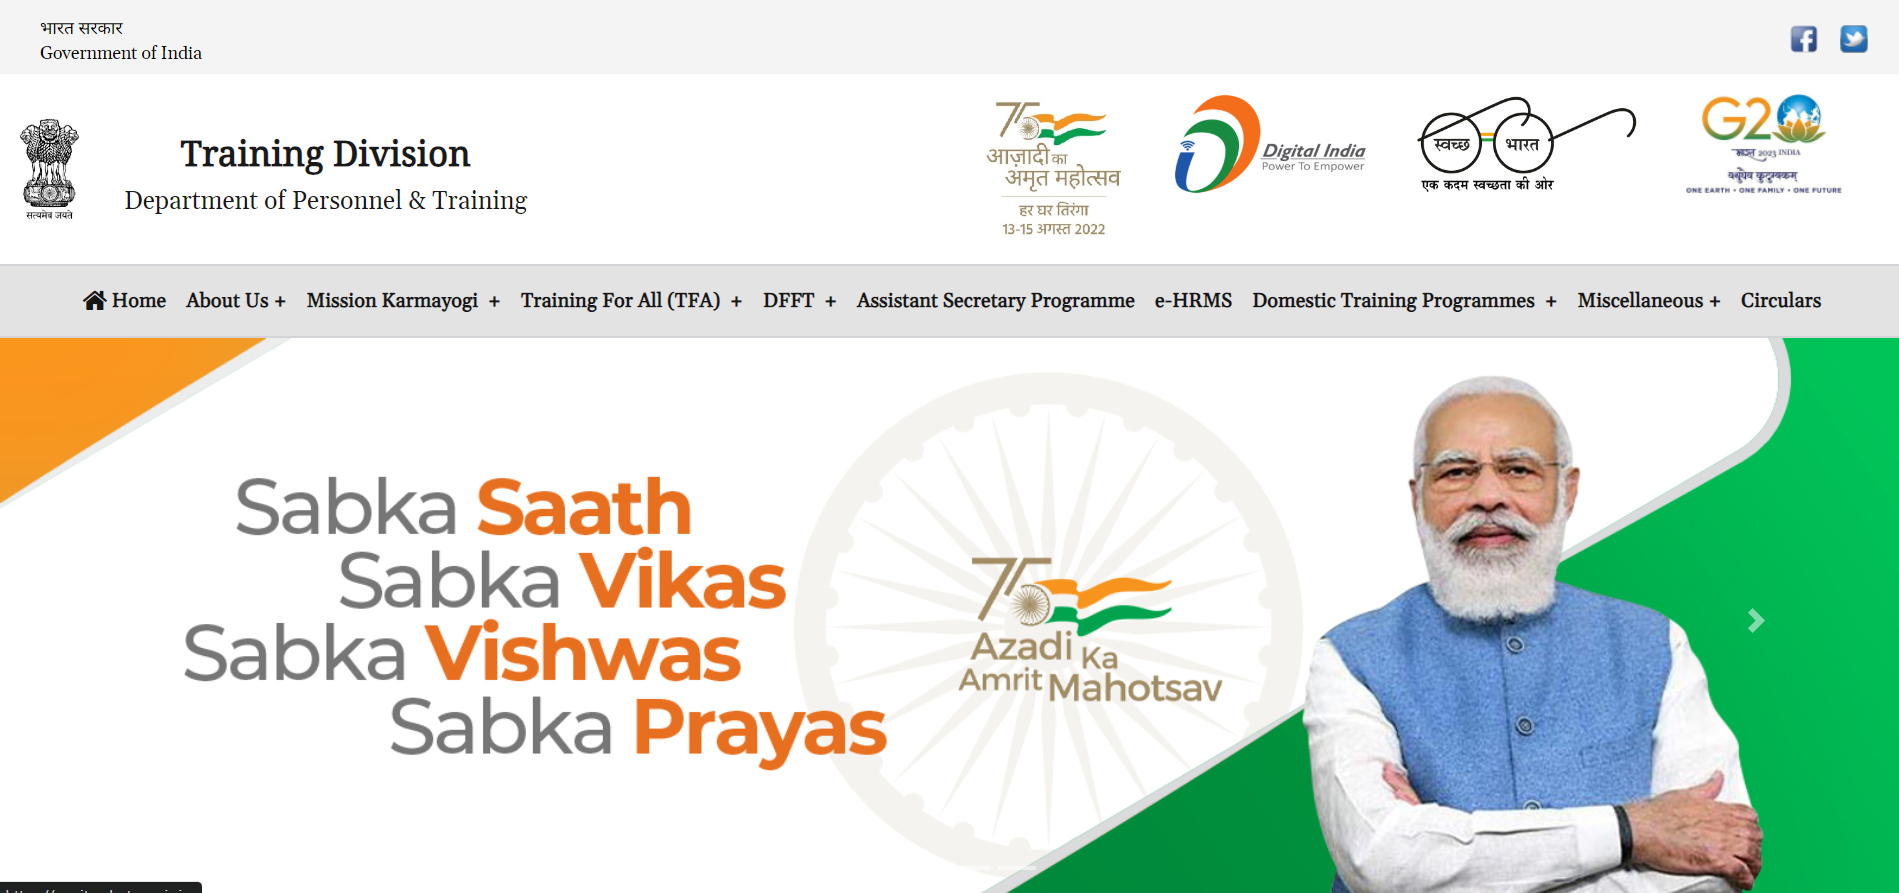 भारत सरकार
Government of India
Training Division
Department of Personnel & Training
सत्यमेव जयते
75
आज़ादी का
अमृत महोत्सव
हर घर तिरंगा
13-15 अगस्त 2022
Digital India
Power To Empower
स्वच्छ भारत
एक कदम स्वच्छता की ओर
G20
भारत 2023 INDIA
वसुधैव कुटुम्बकम्
ONE EARTH • ONE FAMILY • ONE FUTURE
Home About Us + Mission Karmayogi + Training For All (TFA) + DFFT + Assistant Secretary Programme e-HRMS Domestic Training Programmes + Miscellaneous + Circulars
Sabka Saath
Sabka Vikas
Sabka Vishwas
Sabka Prayas
75
Azadi Ka
Amrit Mahotsav